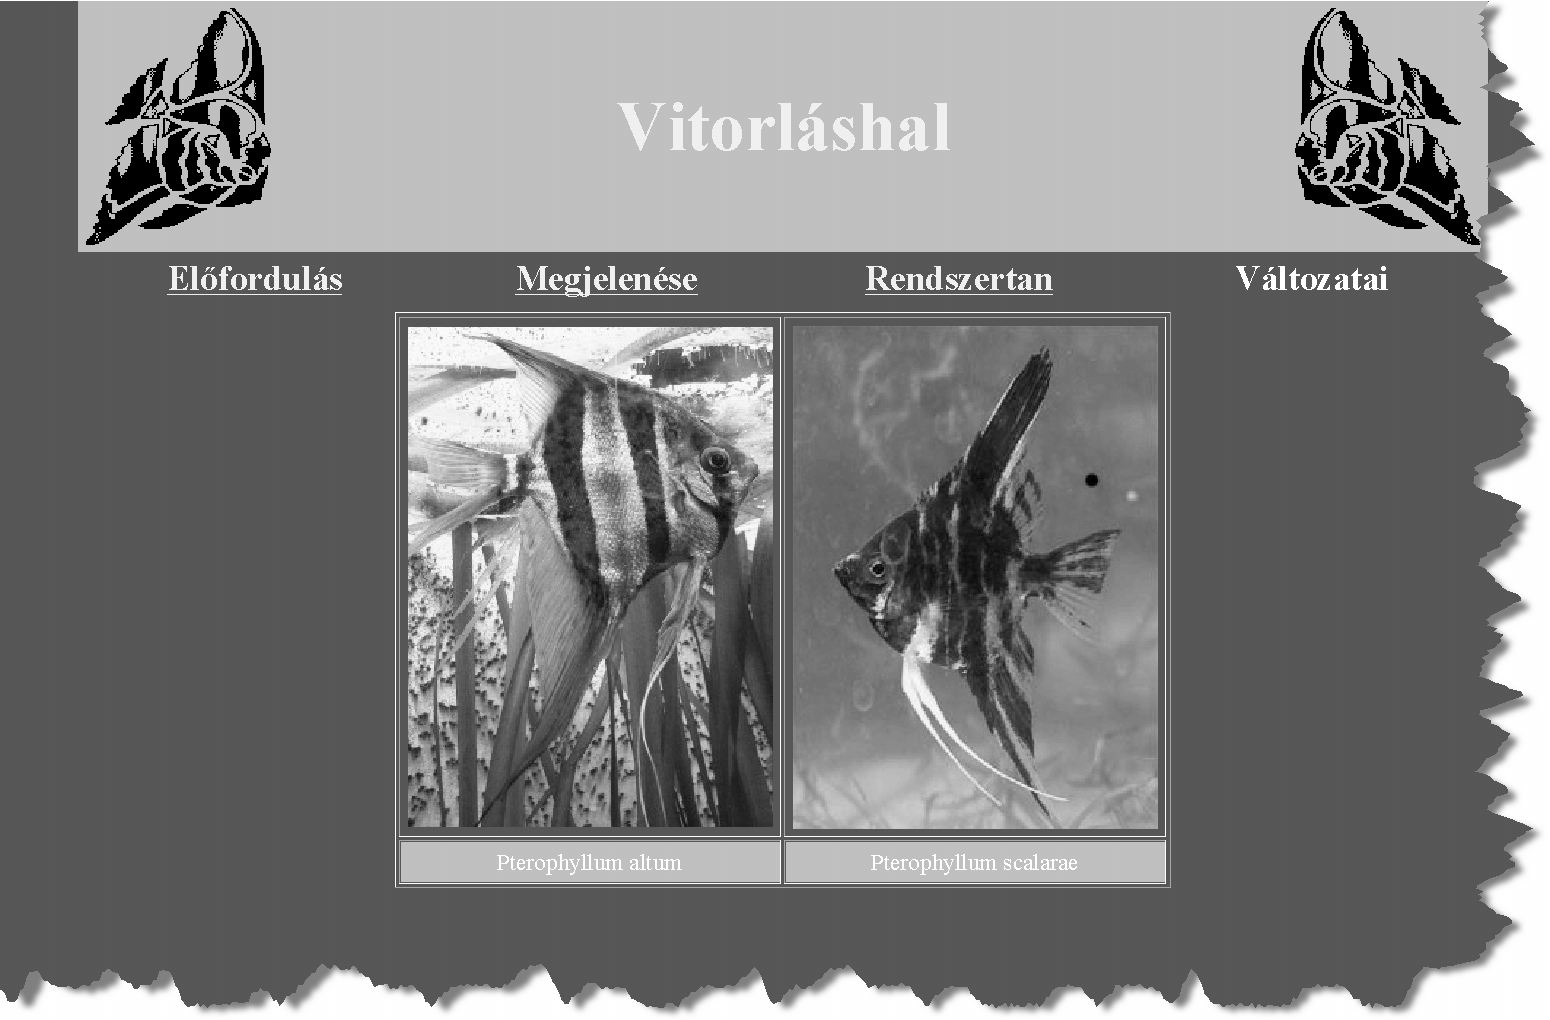 Vitorláshal
Előfordulás Megjelenése Rendszertan Változatai
Pterophyllum altum Pterophyllum scalarae